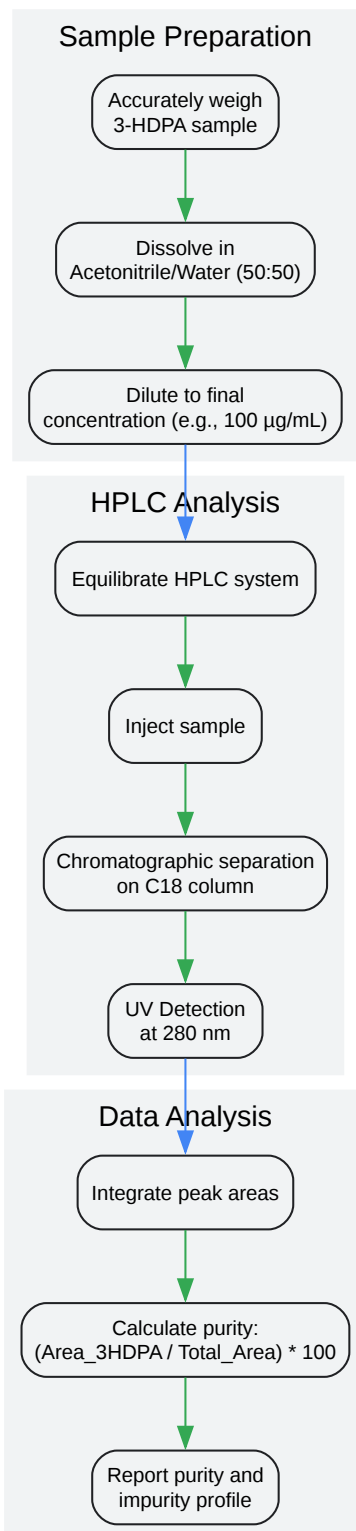 Sample Preparation
Accurately weigh
3-HDPA sample
Dissolve in
Acetonitrile/Water (50:50)
Dilute to final
concentration (e.g., 100 µg/mL)
HPLC Analysis
Equilibrate HPLC system
Inject sample
Chromatographic separation
on C18 column
UV Detection
at 280 nm
Data Analysis
Integrate peak areas
Calculate purity:
(Area_3HDPA / Total_Area) * 100
Report purity and
impurity profile